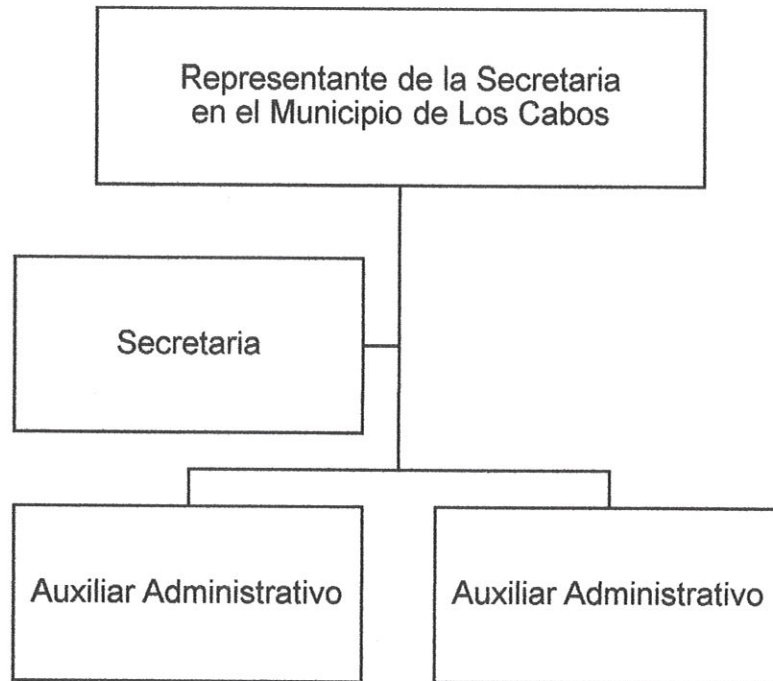 Representante de la Secretaria
en el Municipio de Los Cabos
Secretaria
Auxiliar Administrativo
Auxiliar Administrativo